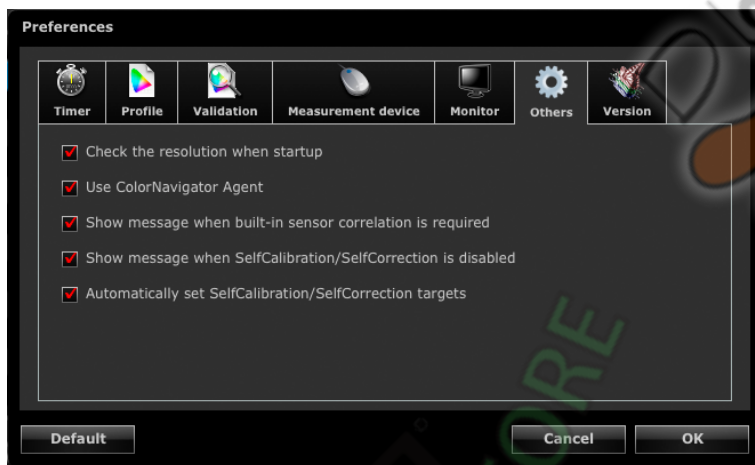 Preferences
Timer
Profile
Validation
Measurement device
Monitor
Others
Version
Check the resolution when startup
Use ColorNavigator Agent
Show message when built-in sensor correlation is required
Show message when SelfCalibration/SelfCorrection is disabled
Automatically set SelfCalibration/SelfCorrection targets
ORE
Default
Cancel
OK